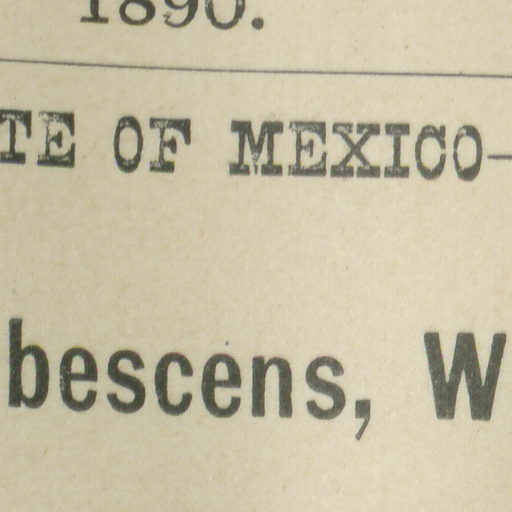 1890.
TE OF MEXICO—
bescens, W